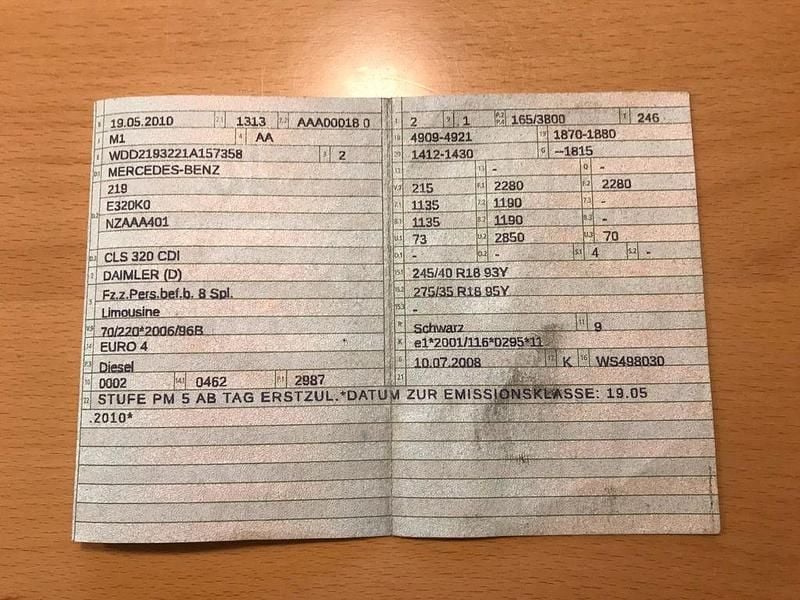 19.05.2010 1313 AAA00018 0
M1 AA
WDD2193221A157358 2
MERCEDES-BENZ
219
E320K0
NZAAA401
CLS 320 CDI
DAIMLER (D)
Fz.z.Pers.bef.b. 8 Spl.
Limousine
70/220*2006/96B
EURO 4
Diesel
0002 0462 2987
STUFE PM 5 AB TAG ERSTZUL.*DATUM ZUR EMISSIONSKLASSE: 19.05
.2010*
2 1 165/3800 246
4909-4921 1870-1880
1412-1430 --1815
- -
215 2280 2280
1135 1190 -
1135 1190 -
73 2850 70
- - 4 -
245/40 R18 93Y
275/35 R18 95Y
-
Schwarz 9
e1*2001/116*0295*11
10.07.2008 K WS498030